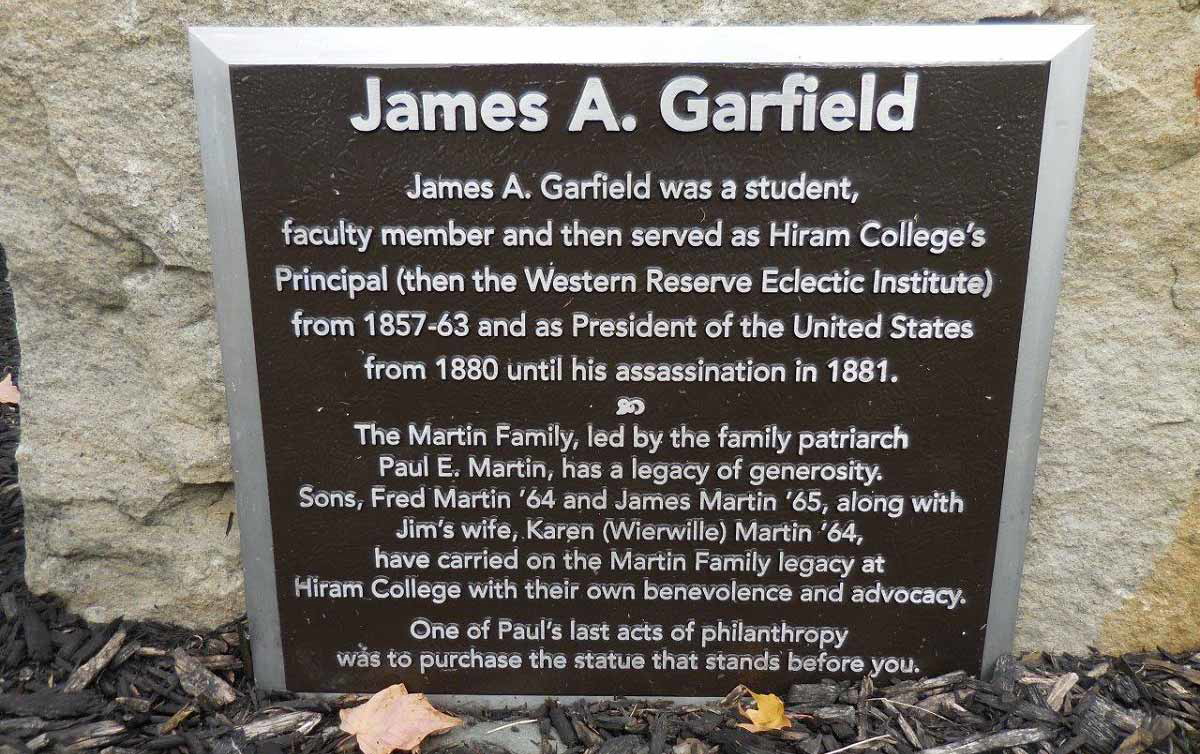 James A. Garfield
James A. Garfield was a student,
faculty member and then served as Hiram College's
Principal (then the Western Reserve Eclectic Institute)
from 1857-63 and as President of the United States
from 1880 until his assassination in 1881.
The Martin Family, led by the family patriarch
Paul E. Martin, has a legacy of generosity.
Sons, Fred Martin '64 and James Martin '65, along with
Jim's wife, Karen (Wierwille) Martin '64,
have carried on the Martin Family legacy at
Hiram College with their own benevolence and advocacy.
One of Paul's last acts of philanthropy
was to purchase the statue that stands before you.